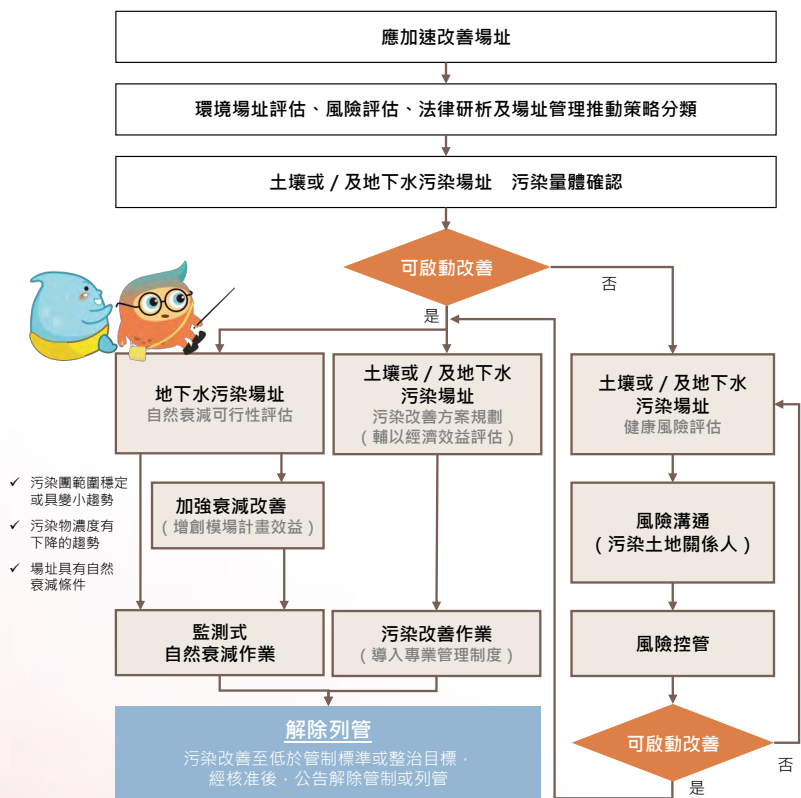 應加速改善場址
環境場址評估、風險評估、法律研析及場址管理推動策略分類
土壤或 / 及地下水污染場址　污染量體確認
可啟動改善
否
是
地下水污染場址
自然衰減可行性評估
土壤或 / 及地下水
污染場址
污染改善方案規劃
( 輔以經濟效益評估 )
土壤或 / 及地下水
污染場址
健康風險評估
✓ 污染團範圍穩定
或具變小趨勢
✓ 污染物濃度有
下降的趨勢
✓ 場址具有自然
衰減條件
加強衰減改善
( 增創模場計畫效益 )
風險溝通
( 污染土地關係人 )
監測式
自然衰減作業
污染改善作業
( 導入專業管理制度 )
風險控管
解除列管
污染改善至低於管制標準或整治目標，
經核准後，公告解除管制或列管
可啟動改善
否
是